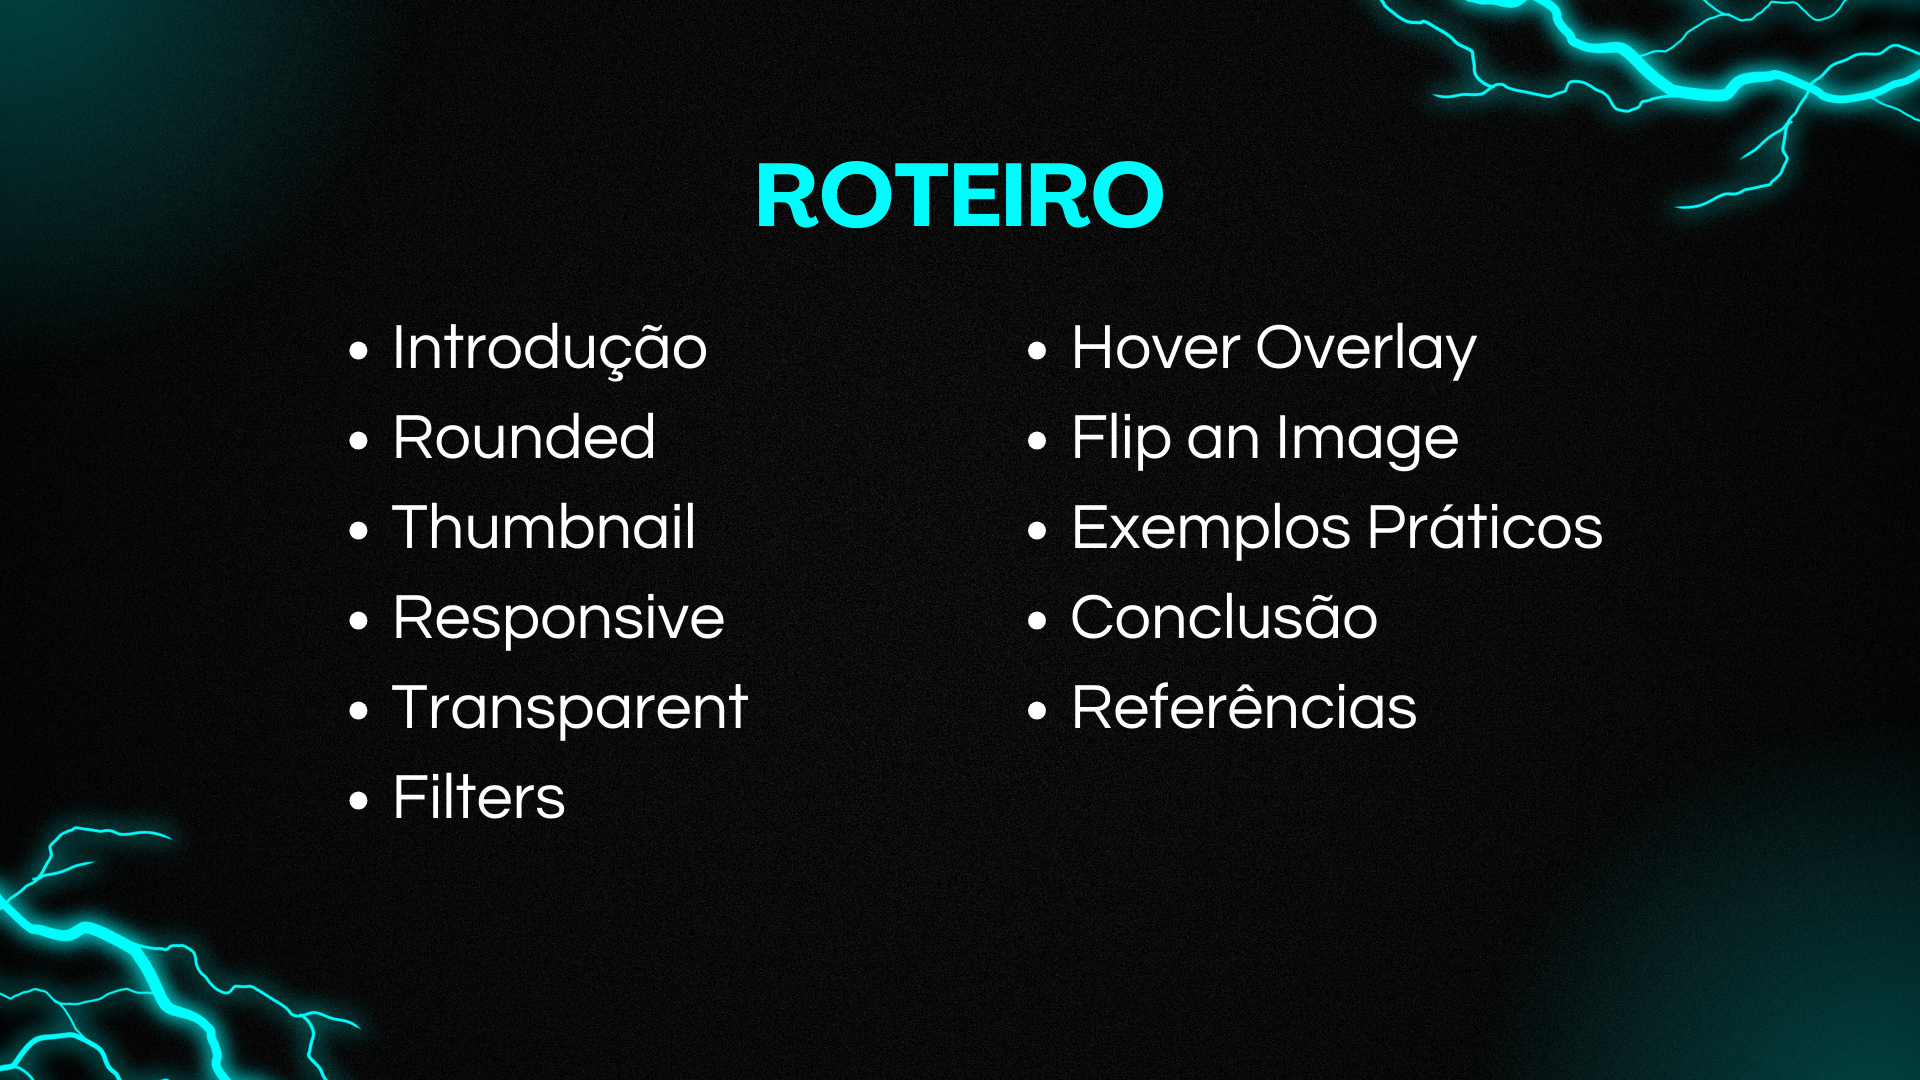 ROTEIRO
Introdução
Rounded
Thumbnail
Responsive
Transparent
Filters
Hover Overlay
Flip an Image
Exemplos Práticos
Conclusão
Referências